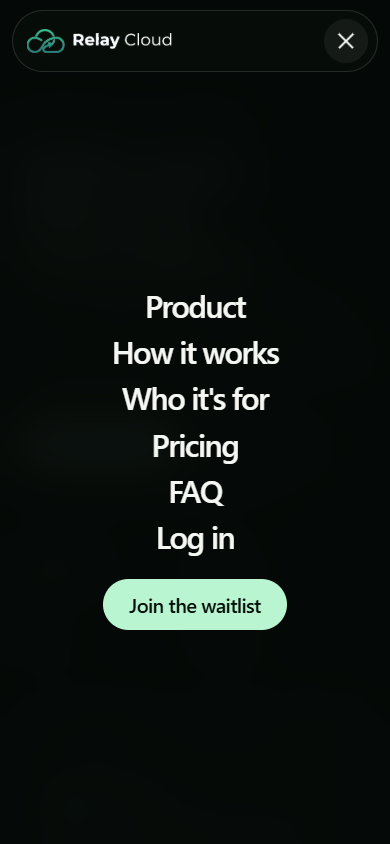 Relay Cloud
Product
How it works
Who it's for
Pricing
FAQ
Log in
Join the waitlist